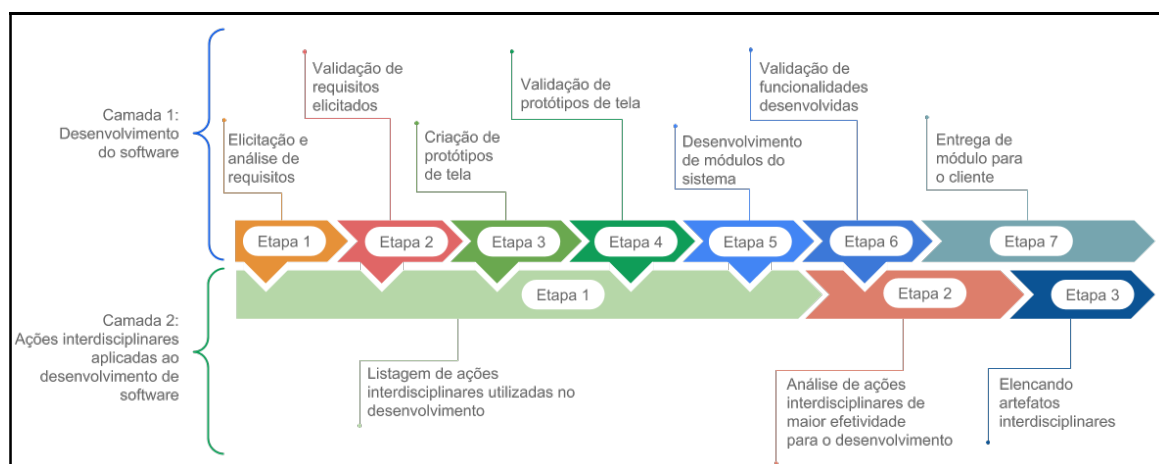 Camada 1:
Desenvolvimento
do software
Elicitação e
análise de
requisitos
Validação de
requisitos
elicitados
Criação de
protótipos
de tela
Validação de
protótipos de tela
Desenvolvimento
de módulos do
sistema
Validação de
funcionalidades
desenvolvidas
Entrega de
módulo para
o cliente
Etapa 1
Etapa 2
Etapa 3
Etapa 4
Etapa 5
Etapa 6
Etapa 7
Camada 2:
Ações interdisciplinares
aplicadas ao
desenvolvimento de
software
Etapa 1
Etapa 2
Etapa 3
Listagem de ações
interdisciplinares utilizadas no
desenvolvimento
Análise de ações
interdisciplinares de
maior efetividade
para o desenvolvimento
Elencando
artefatos
interdisciplinares